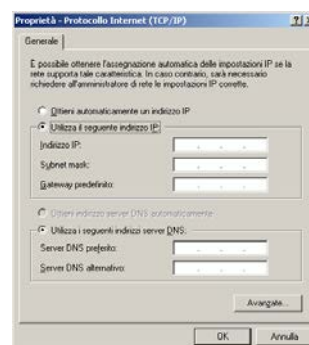 Proprietà - Protocollo Internet (TCP/IP)
Generale
È possibile ottenere l'assegnazione automatica delle impostazioni IP se la
rete supporta tale caratteristica. In caso contrario, sarà necessario
richiedere all'amministratore di rete le impostazioni IP corrette.
Ottieni automaticamente un indirizzo IP
Utilizza il seguente indirizzo IP:
Indirizzo IP:
Subnet mask:
Gateway predefinito:
Ottieni indirizzo server DNS automaticamente
Utilizza i seguenti indirizzi server DNS:
Server DNS preferito:
Server DNS alternativo:
Avanzate...
OK
Annulla